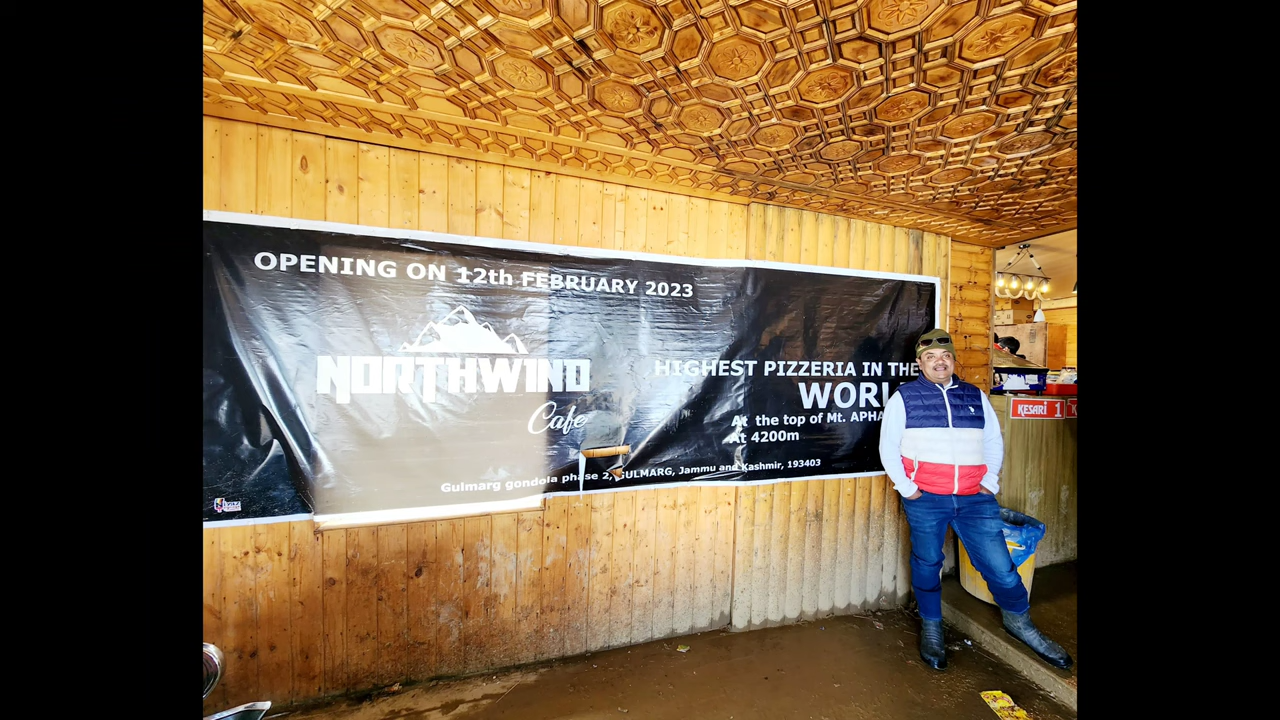 OPENING ON 12th FEBRUARY 2023
NORTHWIND
Cafe
HIGHEST PIZZERIA IN THE
WORL
At the top of Mt. APHA
At 4200m
Gulmarg gondola phase 2, GULMARG, Jammu and Kashmir, 193403
KESARI 1